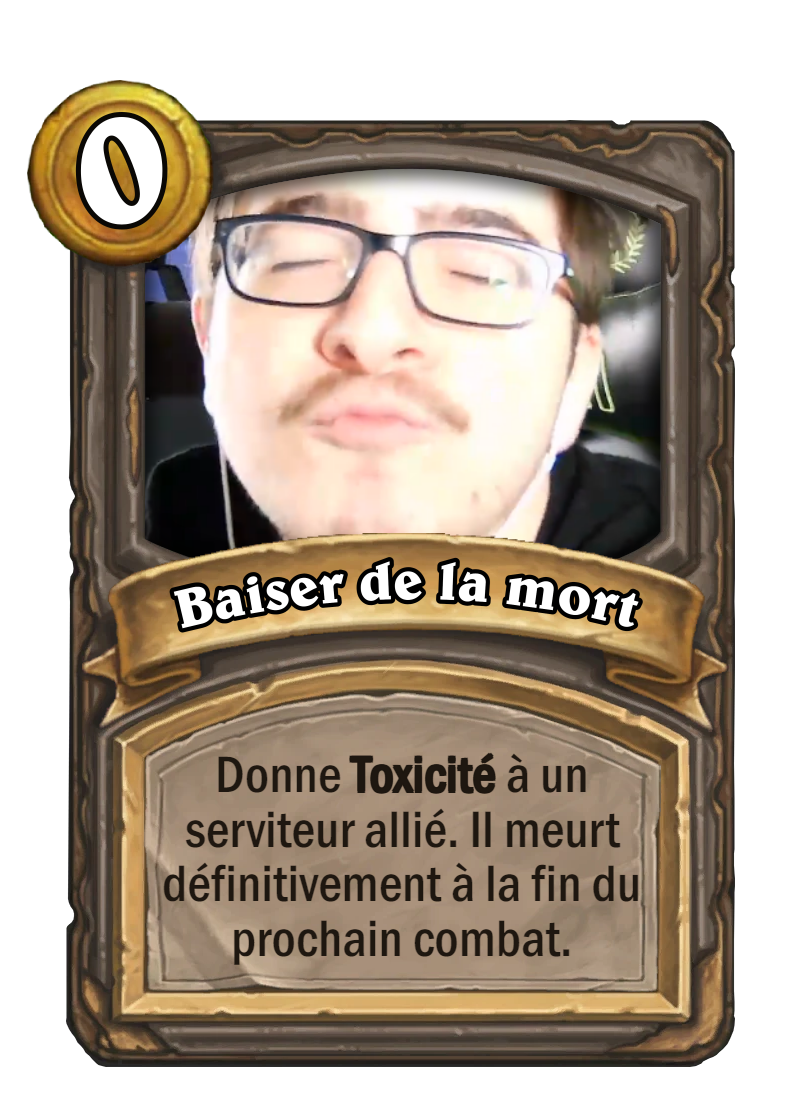 0
Baiser de la mort
Donne Toxicité à un
serviteur allié. Il meurt
définitivement à la fin du
prochain combat.